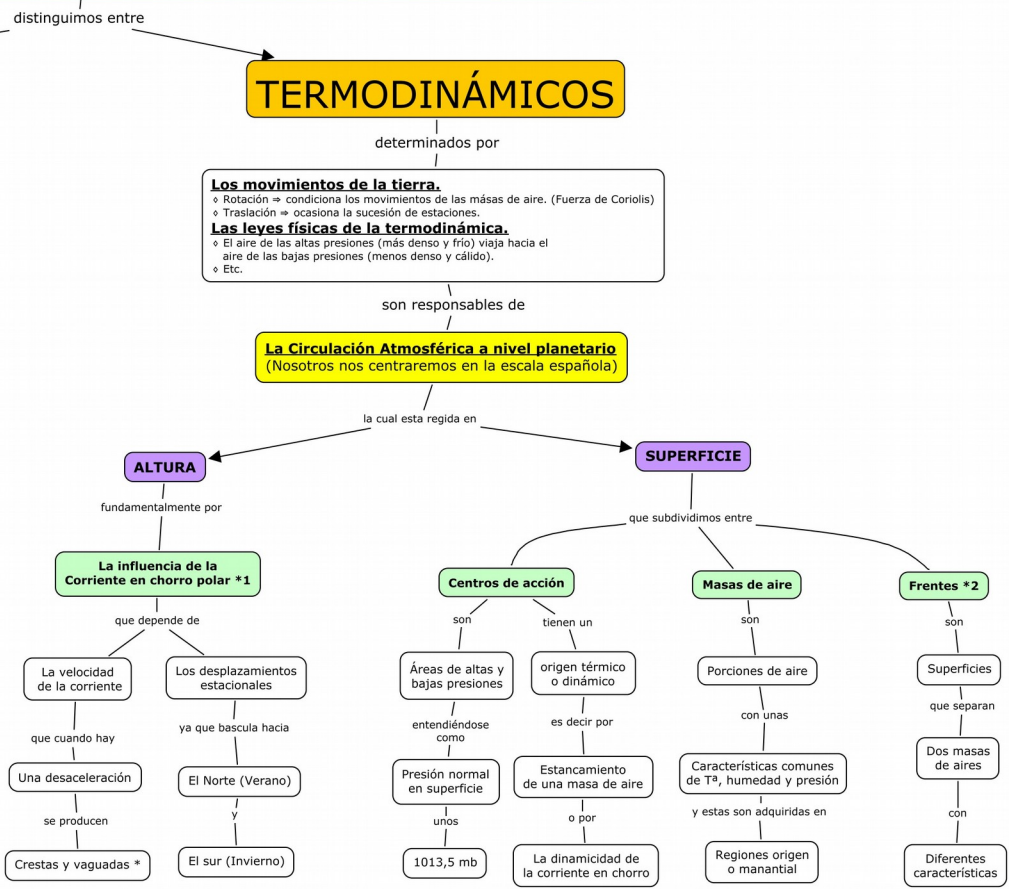 distinguimos entre
TERMODINÁMICOS
determinados por
Los movimientos de la tierra.
◊ Rotación ⇒ condiciona los movimientos de las másas de aire. (Fuerza de Coriolis)
◊ Traslación ⇒ ocasiona la sucesión de estaciones.
Las leyes físicas de la termodinámica.
◊ El aire de las altas presiones (más denso y frío) viaja hacia el
aire de las bajas presiones (menos denso y cálido).
◊ Etc.
son responsables de
La Circulación Atmosférica a nivel planetario
(Nosotros nos centraremos en la escala española)
la cual esta regida en
ALTURA
fundamentalmente por
La influencia de la
Corriente en chorro polar *1
que depende de
La velocidad
de la corriente
que cuando hay
Una desaceleración
se producen
Crestas y vaguadas *
Los desplazamientos
estacionales
ya que bascula hacia
El Norte (Verano)
y
El sur (Invierno)
SUPERFICIE
que subdividimos entre
Centros de acción
son
Áreas de altas y
bajas presiones
entendiéndose
como
Presión normal
en superficie
unos
1013,5 mb
tienen un
origen térmico
o dinámico
es decir por
Estancamiento
de una masa de aire
o por
La dinamicidad de
la corriente en chorro
Masas de aire
son
Porciones de aire
con unas
Características comunes
de Tª, humedad y presión
y estas son adquiridas en
Regiones origen
o manantial
Frentes *2
son
Superficies
que separan
Dos masas
de aires
con
Diferentes
características